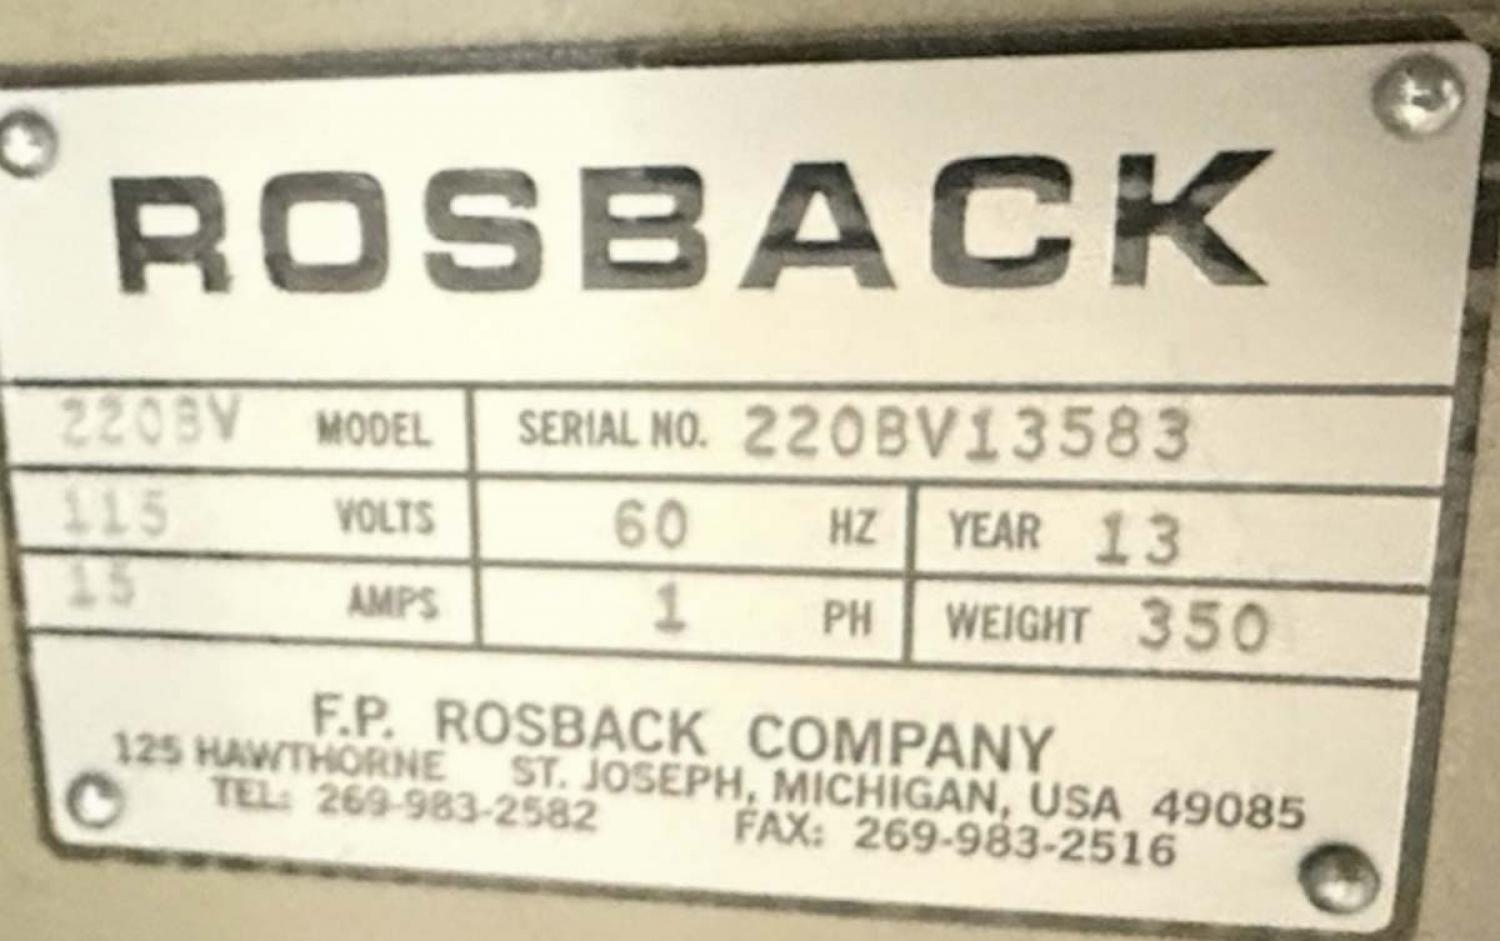 ROSBACK
220BV MODEL SERIAL NO. 220BV13583
115 VOLTS 60 HZ YEAR 13
15 AMPS 1 PH WEIGHT 350
F.P. ROSBACK COMPANY
125 HAWTHORNE ST. JOSEPH, MICHIGAN, USA 49085
TEL: 269-983-2582 FAX: 269-983-2516